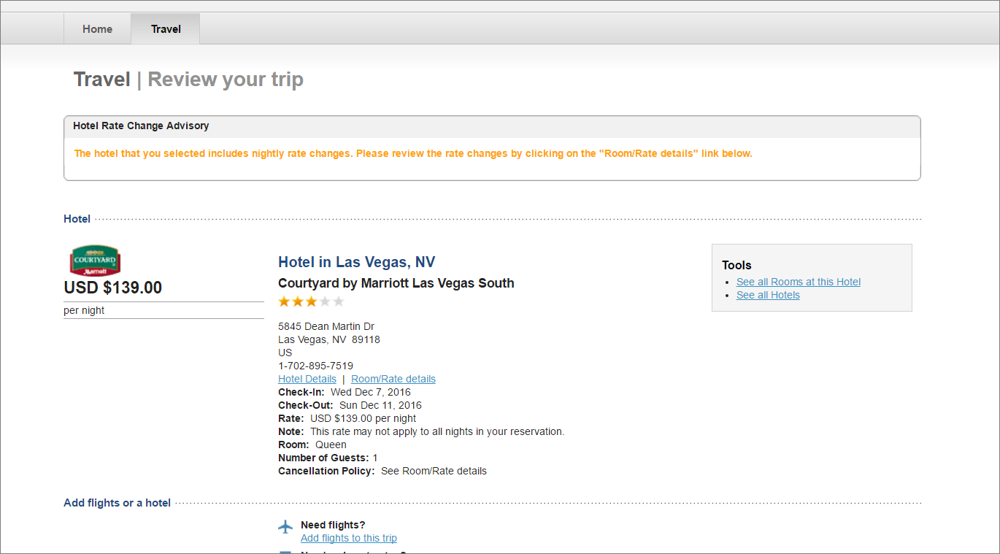 Home
Travel
Travel | Review your trip
Hotel Rate Change Advisory
The hotel that you selected includes nightly rate changes. Please review the rate changes by clicking on the "Room/Rate details" link below.
Hotel
COURTYARD
Marriott
USD $139.00
per night
Hotel in Las Vegas, NV
Courtyard by Marriott Las Vegas South
5845 Dean Martin Dr
Las Vegas, NV 89118
US
1-702-895-7519
Hotel Details | Room/Rate details
Check-in: Wed Dec 7, 2016
Check-Out: Sun Dec 11, 2016
Rate: USD $139.00 per night
Note: This rate may not apply to all nights in your reservation.
Room: Queen
Number of Guests: 1
Cancellation Policy: See Room/Rate details
Tools
See all Rooms at this Hotel
See all Hotels
Add flights or a hotel
Need flights?
Add flights to this trip